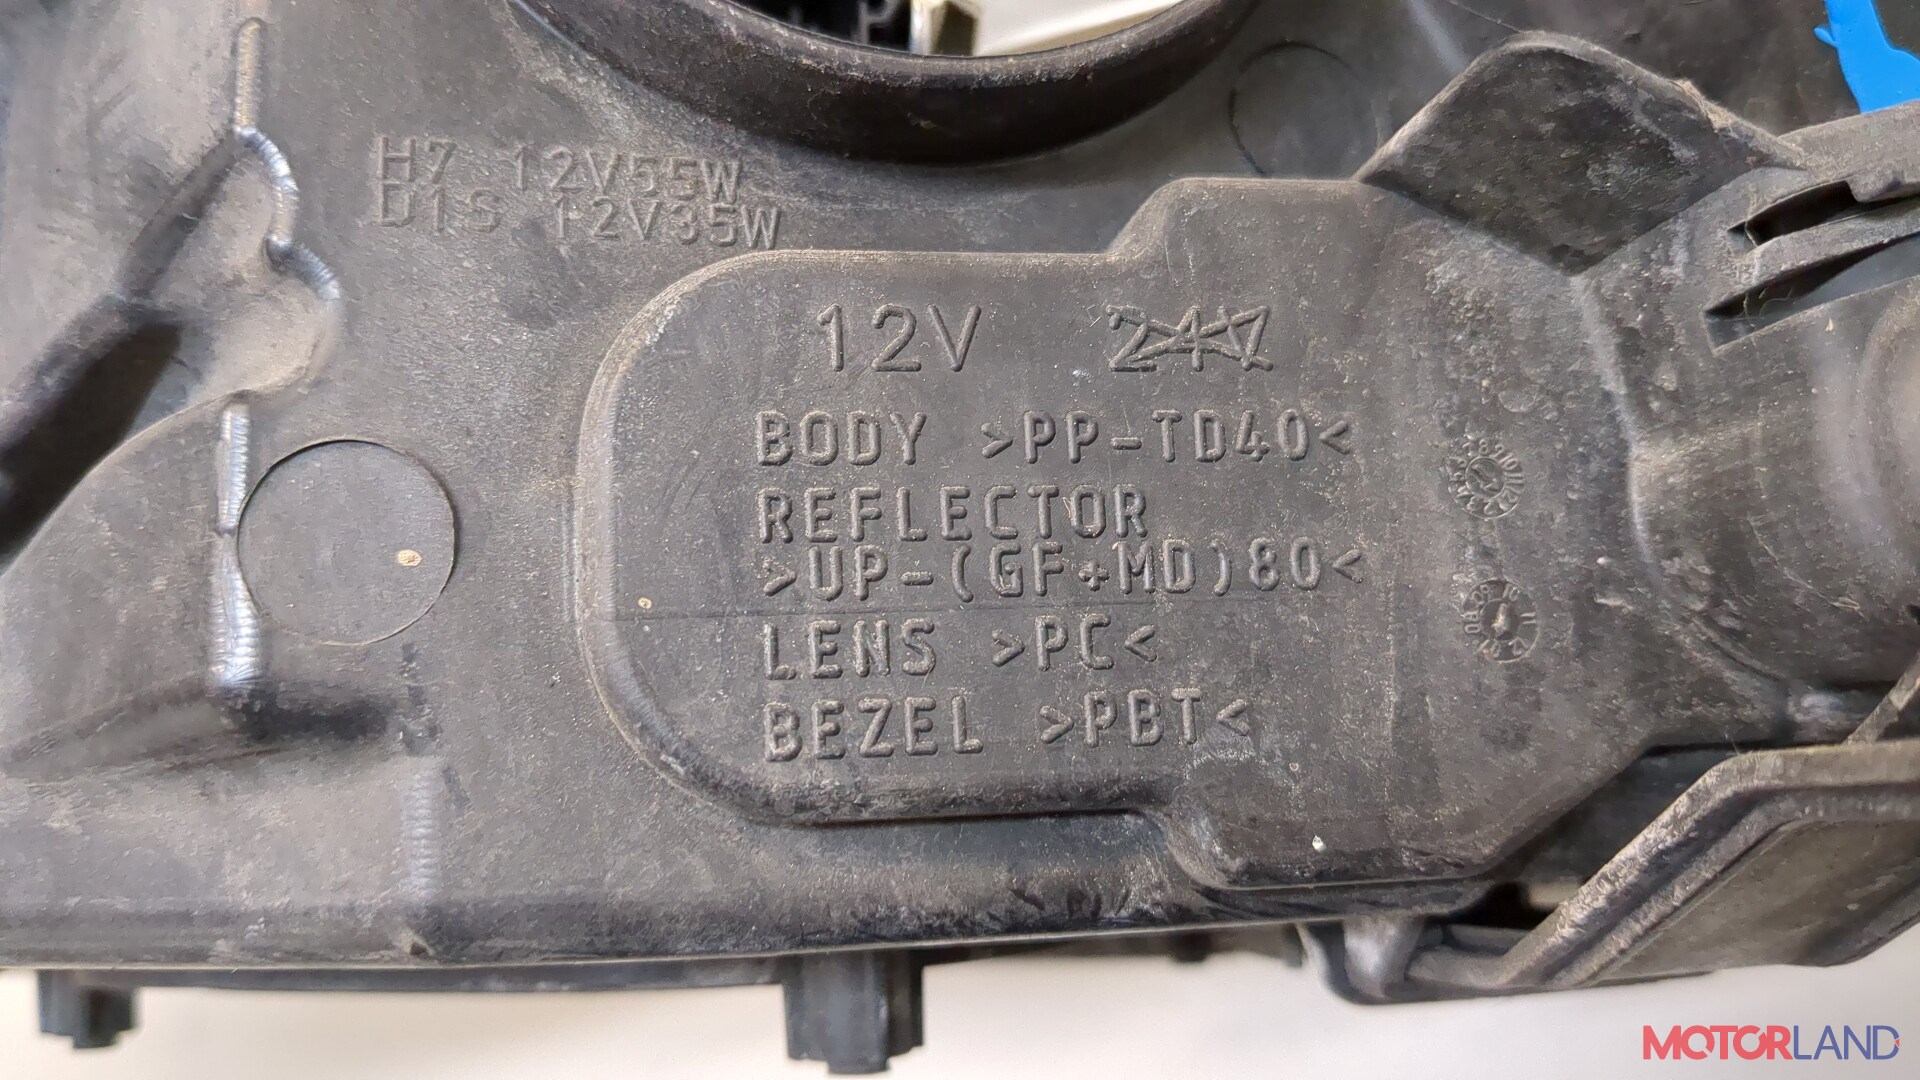 H7 12V55W
D1S 12V35W
12V 24V
BODY >PP-TD40<
REFLECTOR
>UP-(GF+MD)80<
LENS >PC<
BEZEL >PBT<
MOTORLAND